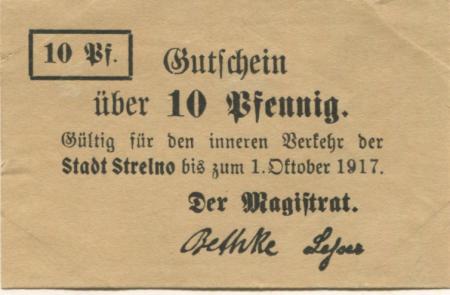 10 Pf.
Gutschein
über 10 Pfennig.
Gültig für den inneren Verkehr der
Stadt Strelno bis zum 1. Oktober 1917.
Der Magistrat.
Bethke